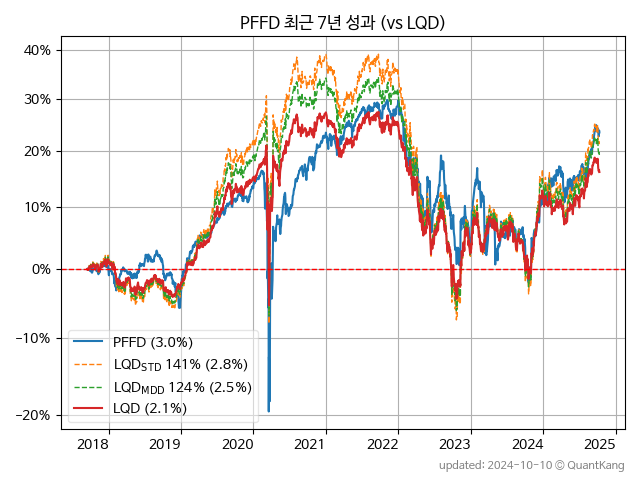 PFFD 최근 7년 성과 (vs LQD)
40%
30%
20%
10%
0%
−10%
−20%
PFFD (3.0%)
LQD_STD 141% (2.8%)
LQD_MDD 124% (2.5%)
LQD (2.1%)
2018 2019 2020 2021 2022 2023 2024 2025
updated: 2024-10-10 © QuantKang